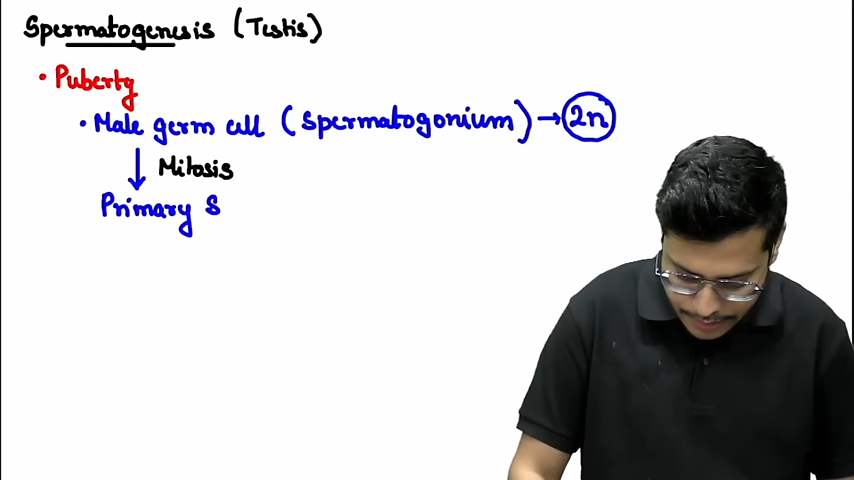 Spermatogenesis (Testis)
• Puberty
• Male germ cell (Spermatogonium) → 2n
↓ Mitosis
Primary S